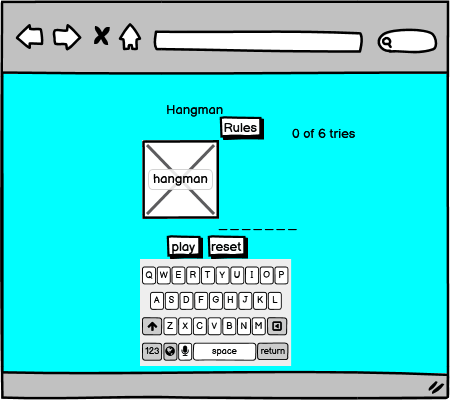 Hangman
Rules
0 of 6 tries
hangman
_ _ _ _ _ _ _
play reset
Q W E R T Y U I O P
A S D F G H J K L
Z X C V B N M
123 space return